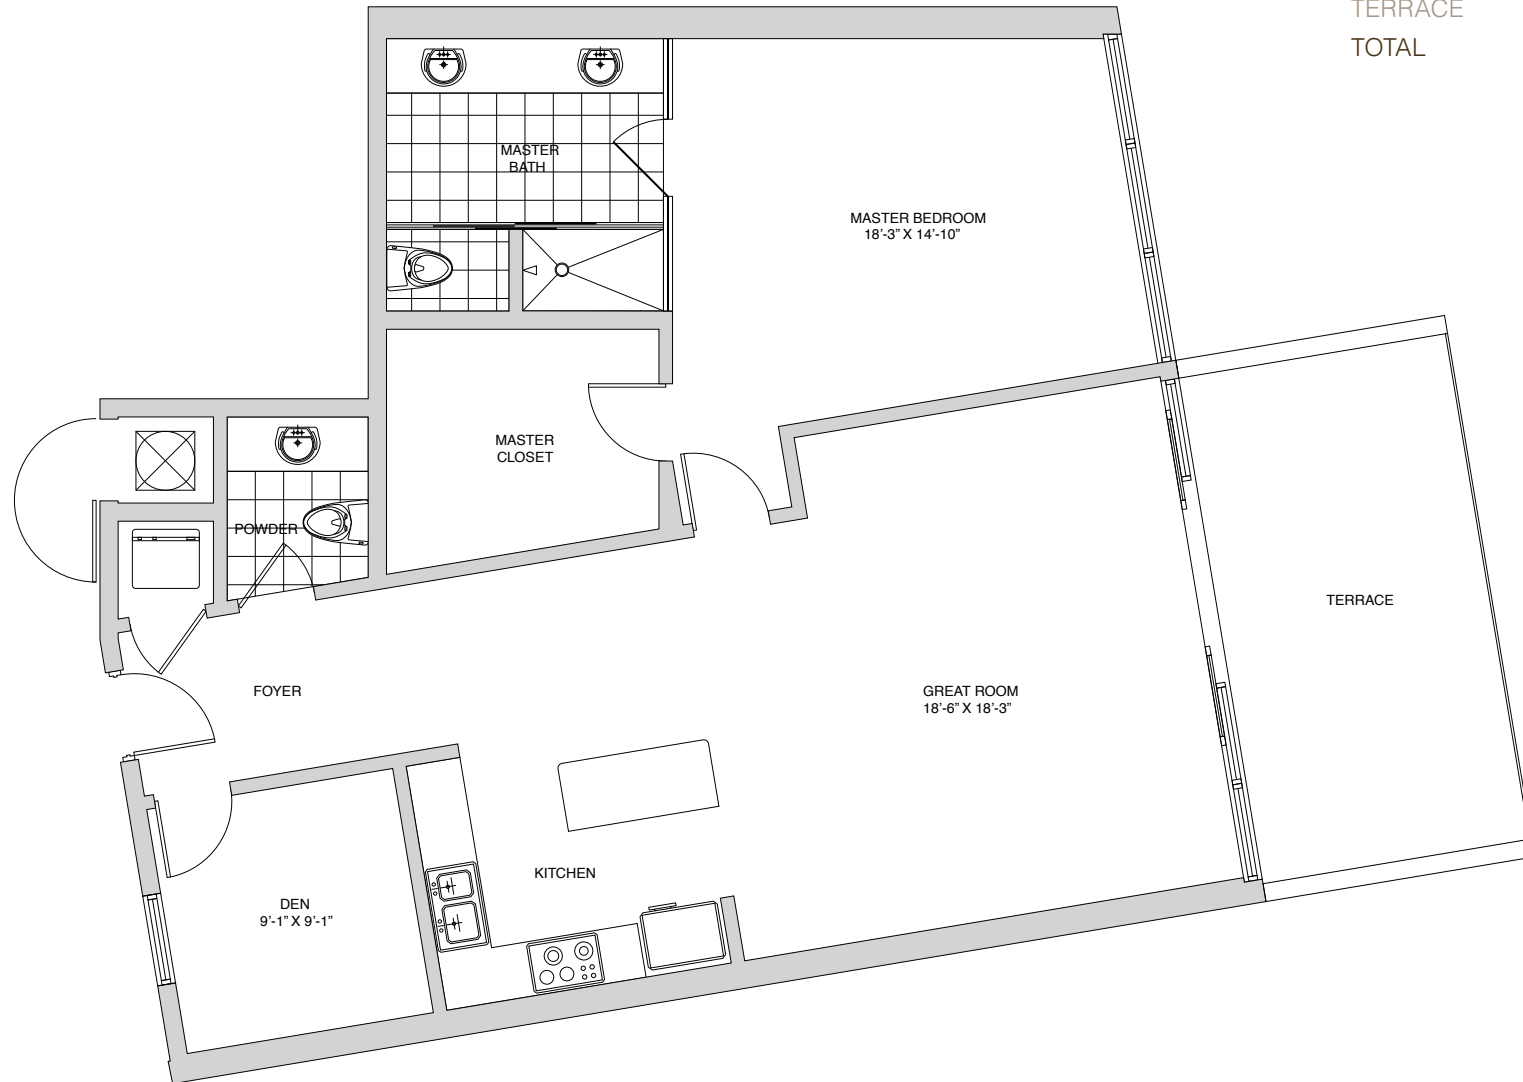 TERRACE
TOTAL
MASTER
BATH
MASTER BEDROOM
18’-3” X 14’-10”
MASTER
CLOSET
POWDER
TERRACE
FOYER
GREAT ROOM
18’-6” X 18’-3”
KITCHEN
DEN
9’-1” X 9’-1”